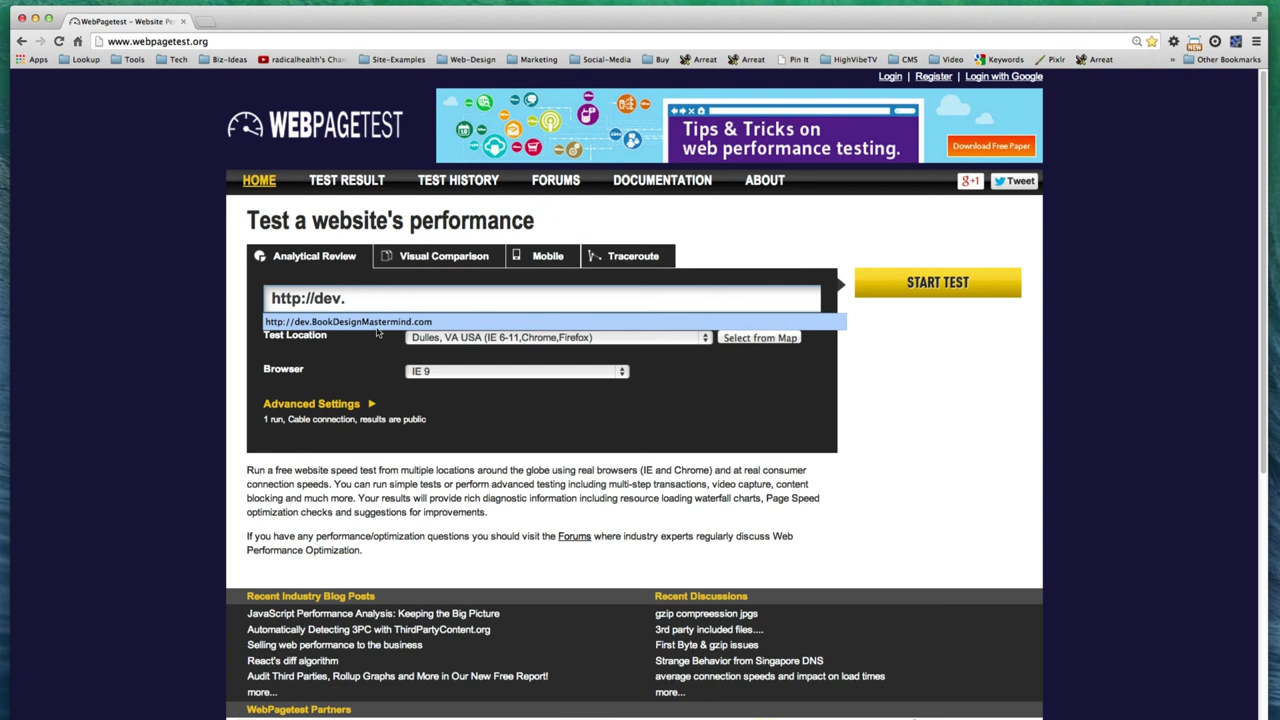 WebPagetest – Website Pe
www.webpagetest.org
NEW
Apps Lookup Tools Tech Biz-Ideas radicalhealth's Cha Site-Examples Web-Design Marketing Social-Media Buy Arreat Arreat Pin It HighVibeTV CMS Video Keywords Pixlr Arreat » Other Bookmarks
Login | Register | Login with Google
WEBPAGETEST
Tips & Tricks on
web performance testing.
Download Free Paper
HOME TEST RESULT TEST HISTORY FORUMS DOCUMENTATION ABOUT
g+1 Tweet
Test a website's performance
Analytical Review Visual Comparison Mobile Traceroute
http://dev.
START TEST
http://dev.BookDesignMastermind.com
Test Location Dulles, VA USA (IE 6-11,Chrome,Firefox) Select from Map
Browser IE 9
Advanced Settings
1 run, Cable connection, results are public
Run a free website speed test from multiple locations around the globe using real browsers (IE and Chrome) and at real consumer
connection speeds. You can run simple tests or perform advanced testing including multi-step transactions, video capture, content
blocking and much more. Your results will provide rich diagnostic information including resource loading waterfall charts, Page Speed
optimization checks and suggestions for improvements.
If you have any performance/optimization questions you should visit the Forums where industry experts regularly discuss Web
Performance Optimization.
Recent Industry Blog Posts
JavaScript Performance Analysis: Keeping the Big Picture
Automatically Detecting 3PC with ThirdPartyContent.org
Selling web performance to the business
React's diff algorithm
Audit Third Parties, Rollup Graphs and More in Our New Free Report!
more...
Recent Discussions
gzip compreession jpgs
3rd party included files....
First Byte & gzip issues
Strange Behavior from Singapore DNS
average connection speeds and impact on load times
more...
WebPagetest Partners